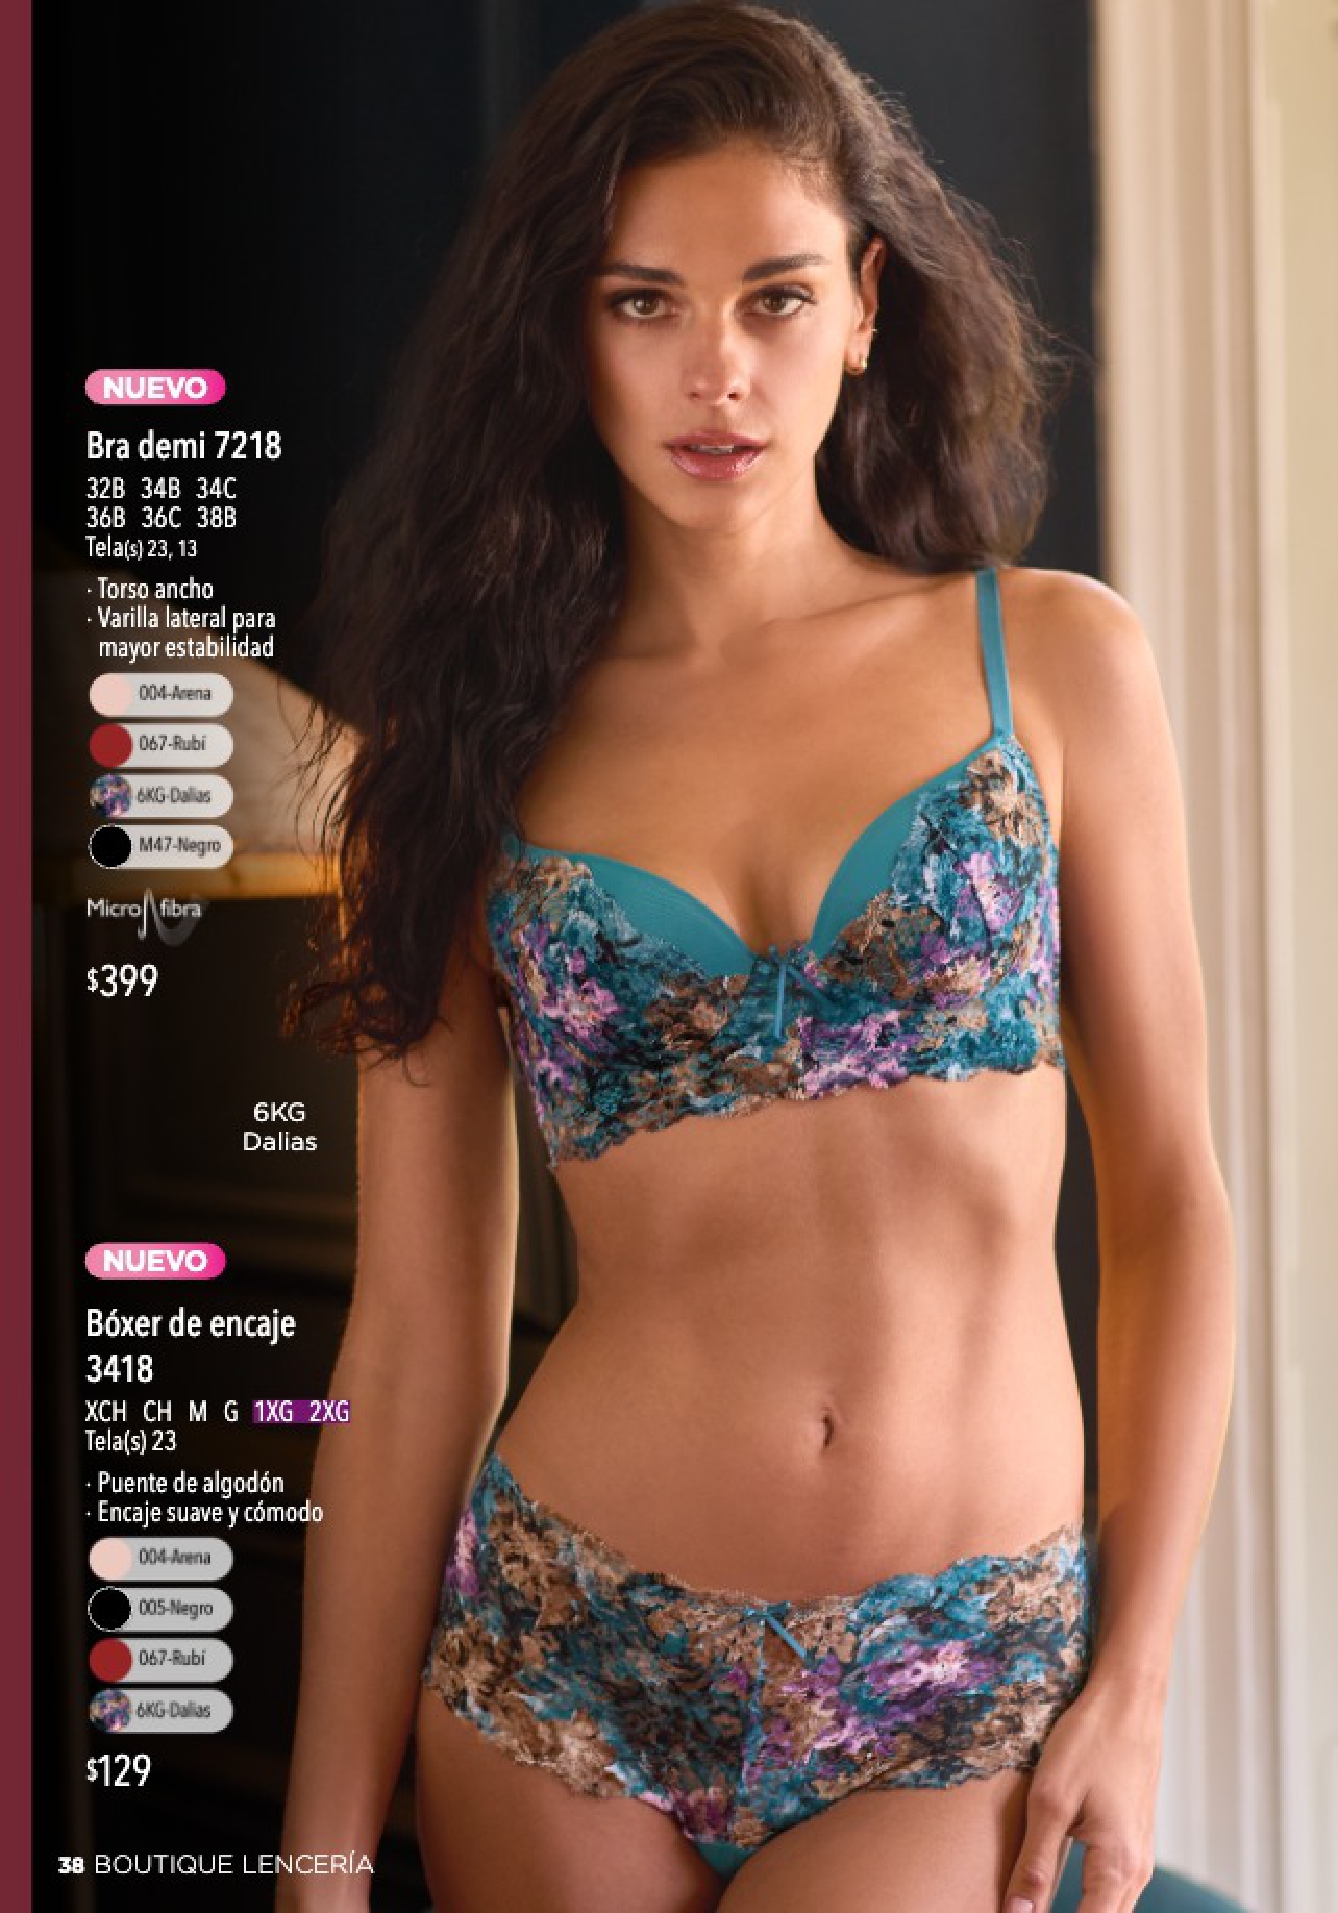 NUEVO
Bra demi 7218
32B 34B 34C
36B 36C 38B
Tela(s) 23, 13
· Torso ancho
· Varilla lateral para
mayor estabilidad
004-Arena
067-Rubí
6KG-Dalias
M47-Negro
Micro fibra
$399
6KG
Dalias
NUEVO
Bóxer de encaje
3418
XCH CH M G 1XG 2XG
Tela(s) 23
· Puente de algodón
· Encaje suave y cómodo
004-Arena
005-Negro
067-Rubí
6KG-Dalias
$129
38 BOUTIQUE LENCERÍA